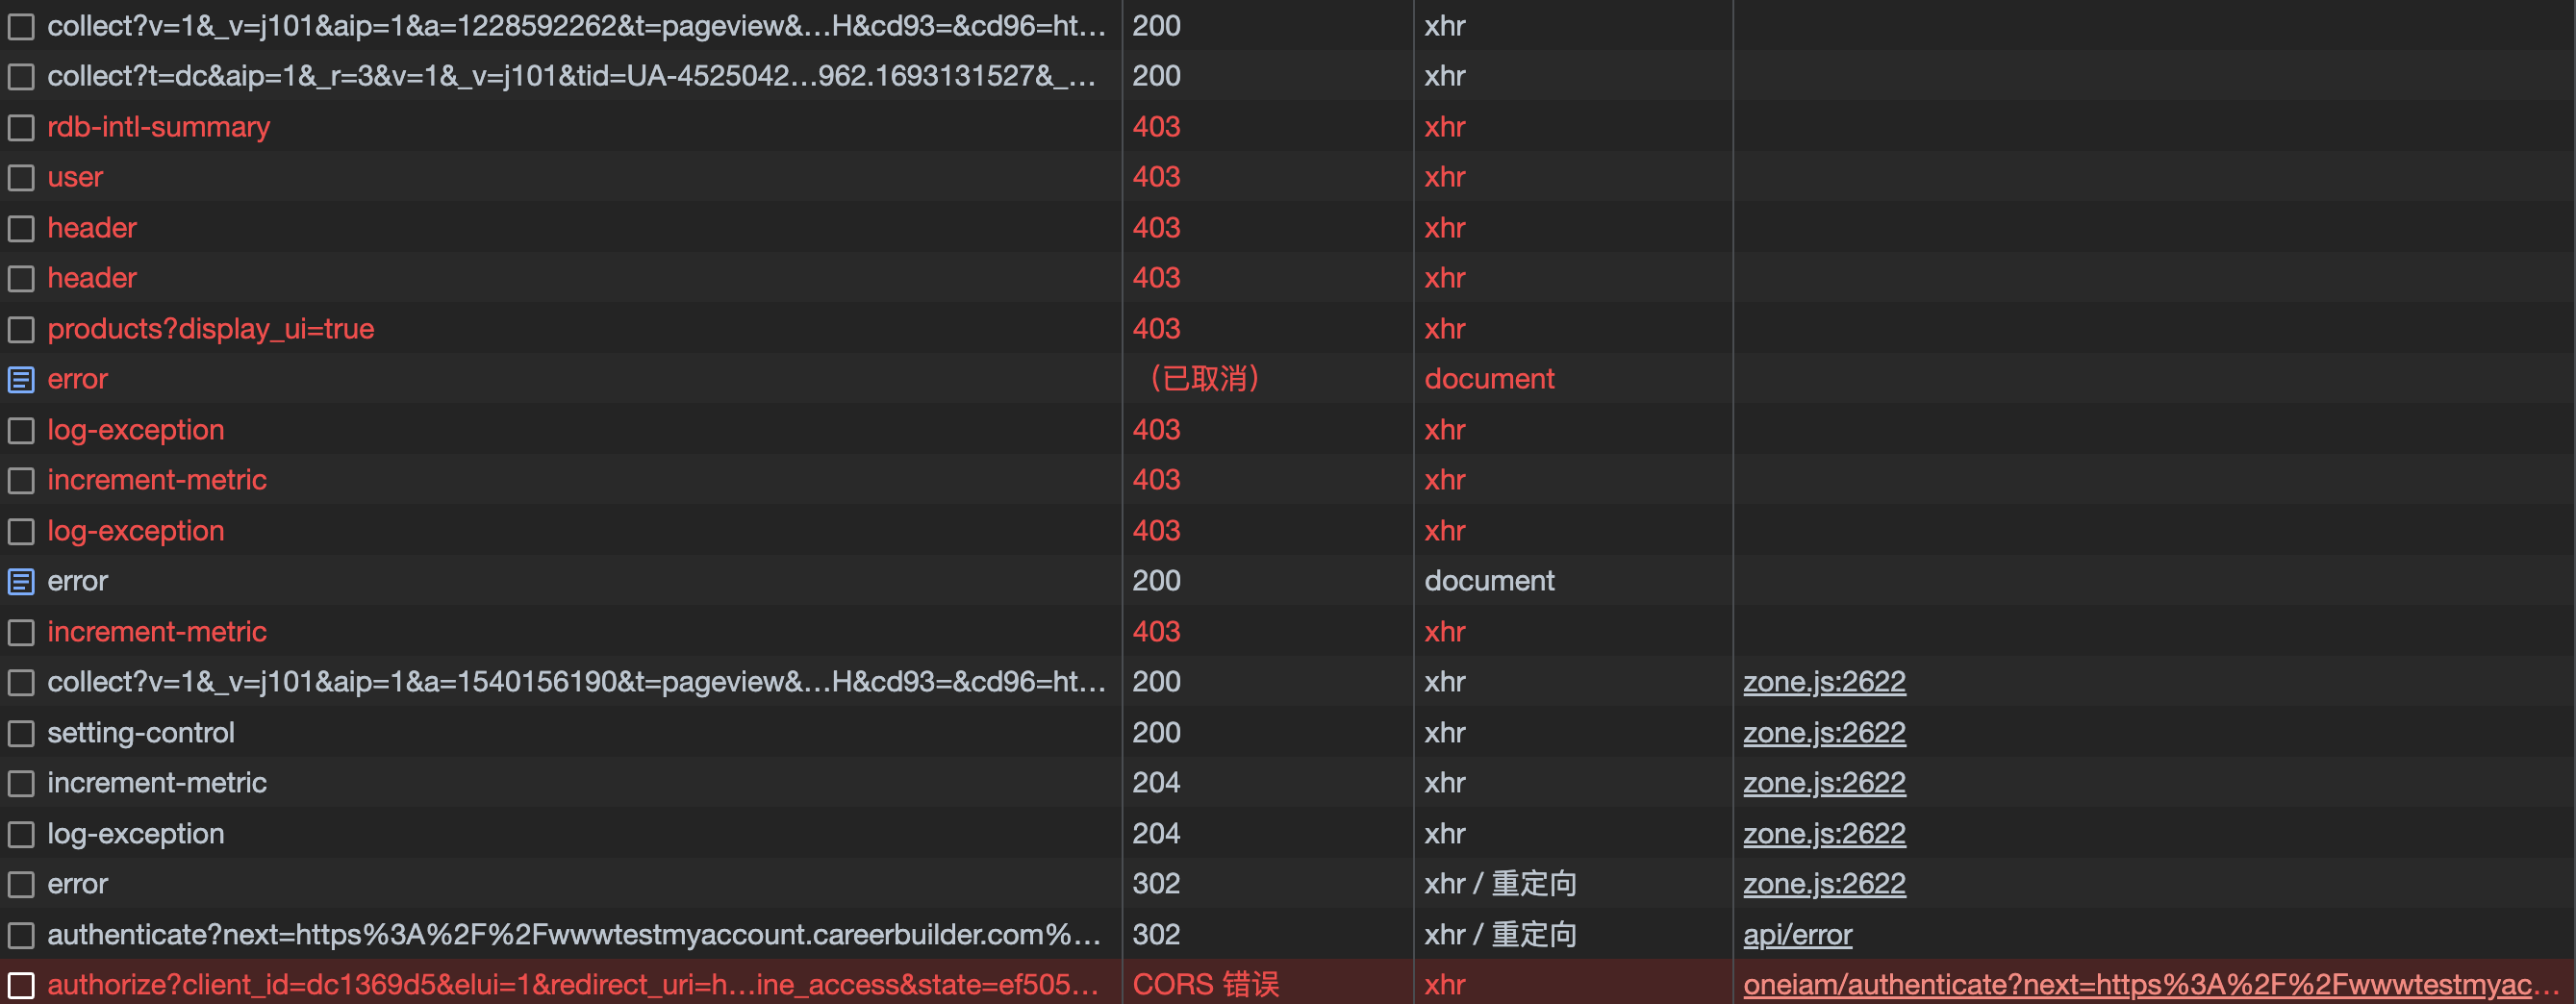 collect?v=1&_v=j101&aip=1&a=1228592262&t=pageview&…H&cd93=&cd96=ht… 200 xhr
collect?t=dc&aip=1&_r=3&v=1&_v=j101&tid=UA-4525042…962.1693131527&_… 200 xhr
rdb-intl-summary 403 xhr
user 403 xhr
header 403 xhr
header 403 xhr
products?display_ui=true 403 xhr
error （已取消） document
log-exception 403 xhr
increment-metric 403 xhr
log-exception 403 xhr
error 200 document
increment-metric 403 xhr
collect?v=1&_v=j101&aip=1&a=1540156190&t=pageview&…H&cd93=&cd96=ht… 200 xhr zone.js:2622
setting-control 200 xhr zone.js:2622
increment-metric 204 xhr zone.js:2622
log-exception 204 xhr zone.js:2622
error 302 xhr / 重定向 zone.js:2622
authenticate?next=https%3A%2F%2Fwwwtestmyaccount.careerbuilder.com%… 302 xhr / 重定向 api/error
authorize?client_id=dc1369d5&elui=1&redirect_uri=h…ine_access&state=ef505… CORS 错误 xhr oneiam/authenticate?next=https%3A%2F%2Fwwwtestmyac…